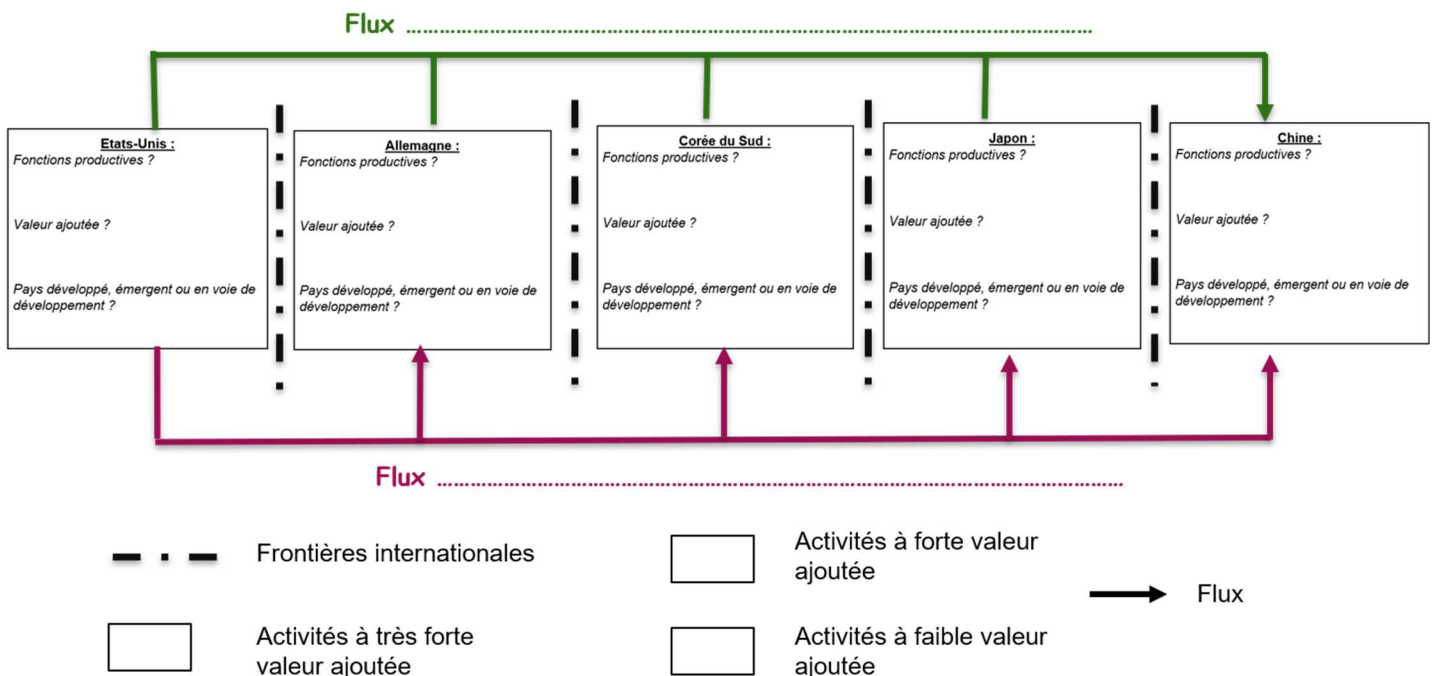 Flux ....................................................................................................
Etats-Unis :
Fonctions productives ?
Valeur ajoutée ?
Pays développé, émergent ou en voie de
développement ?
Allemagne :
Fonctions productives ?
Valeur ajoutée ?
Pays développé, émergent ou en voie de
développement ?
Corée du Sud :
Fonctions productives ?
Valeur ajoutée ?
Pays développé, émergent ou en voie de
développement ?
Japon :
Fonctions productives ?
Valeur ajoutée ?
Pays développé, émergent ou en voie de
développement ?
Chine :
Fonctions productives ?
Valeur ajoutée ?
Pays développé, émergent ou en voie de
développement ?
Flux ....................................................................................................
Frontières internationales
Activités à très forte
valeur ajoutée
Activités à forte valeur
ajoutée
Activités à faible valeur
ajoutée
Flux